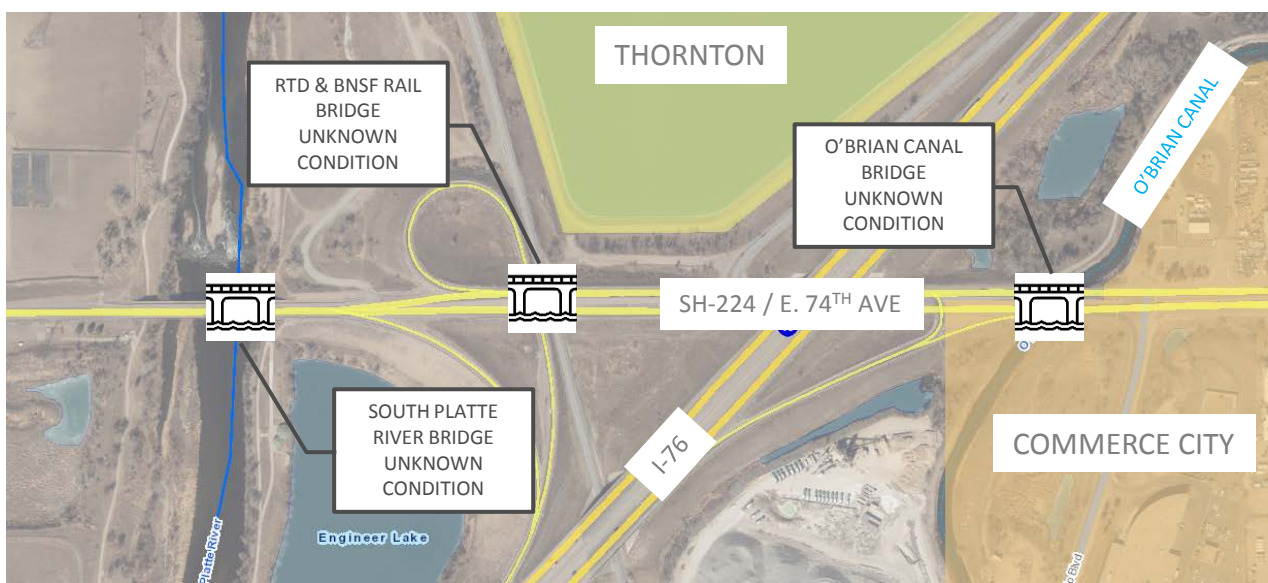 THORNTON
RTD & BNSF RAIL
BRIDGE
UNKNOWN
CONDITION
O’BRIAN CANAL
BRIDGE
UNKNOWN
CONDITION
O’BRIAN CANAL
SH-224 / E. 74TH AVE
SOUTH PLATTE
RIVER BRIDGE
UNKNOWN
CONDITION
I-76
COMMERCE CITY
Engineer Lake
Platte River
Blvd